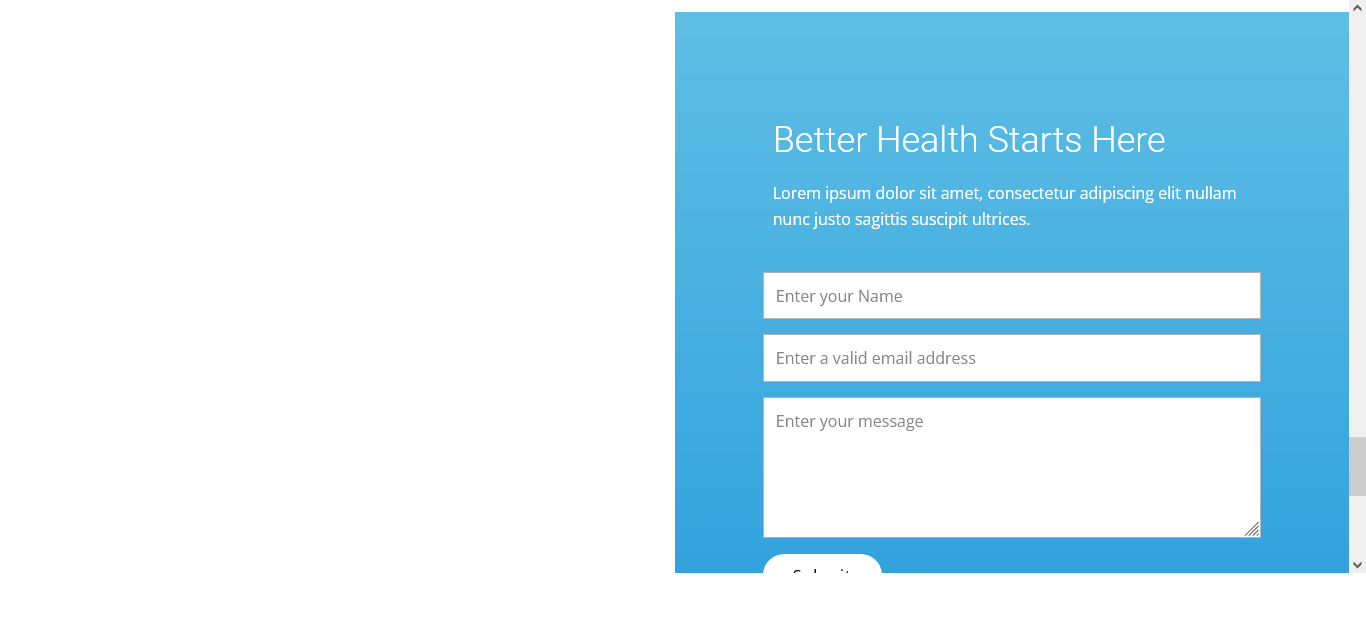 Better Health Starts Here
Lorem ipsum dolor sit amet, consectetur adipiscing elit nullam
nunc justo sagittis suscipit ultrices.
Enter your Name
Enter a valid email address
Enter your message
Submit